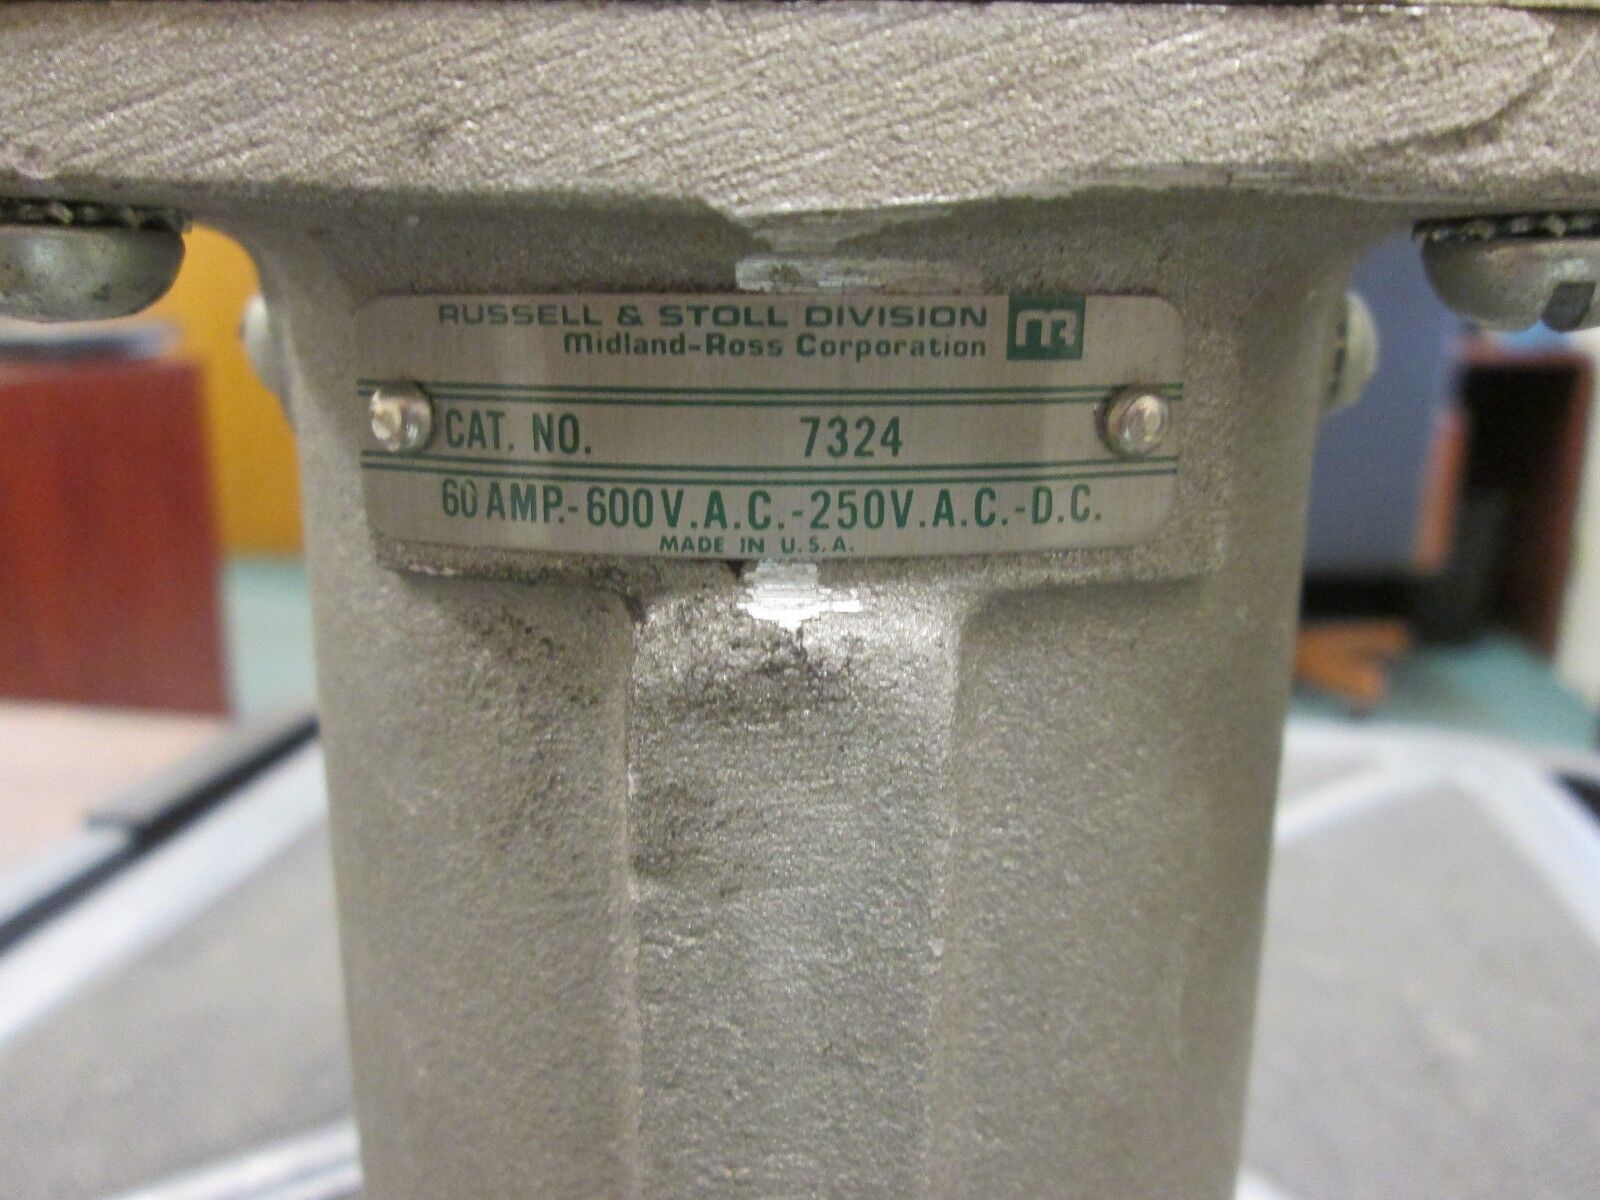 RUSSELL & STOLL DIVISION
Midland-Ross Corporation
CAT. NO. 7324
60 AMP.-600V.A.C.-250V.A.C.-D.C.
MADE IN U.S.A.